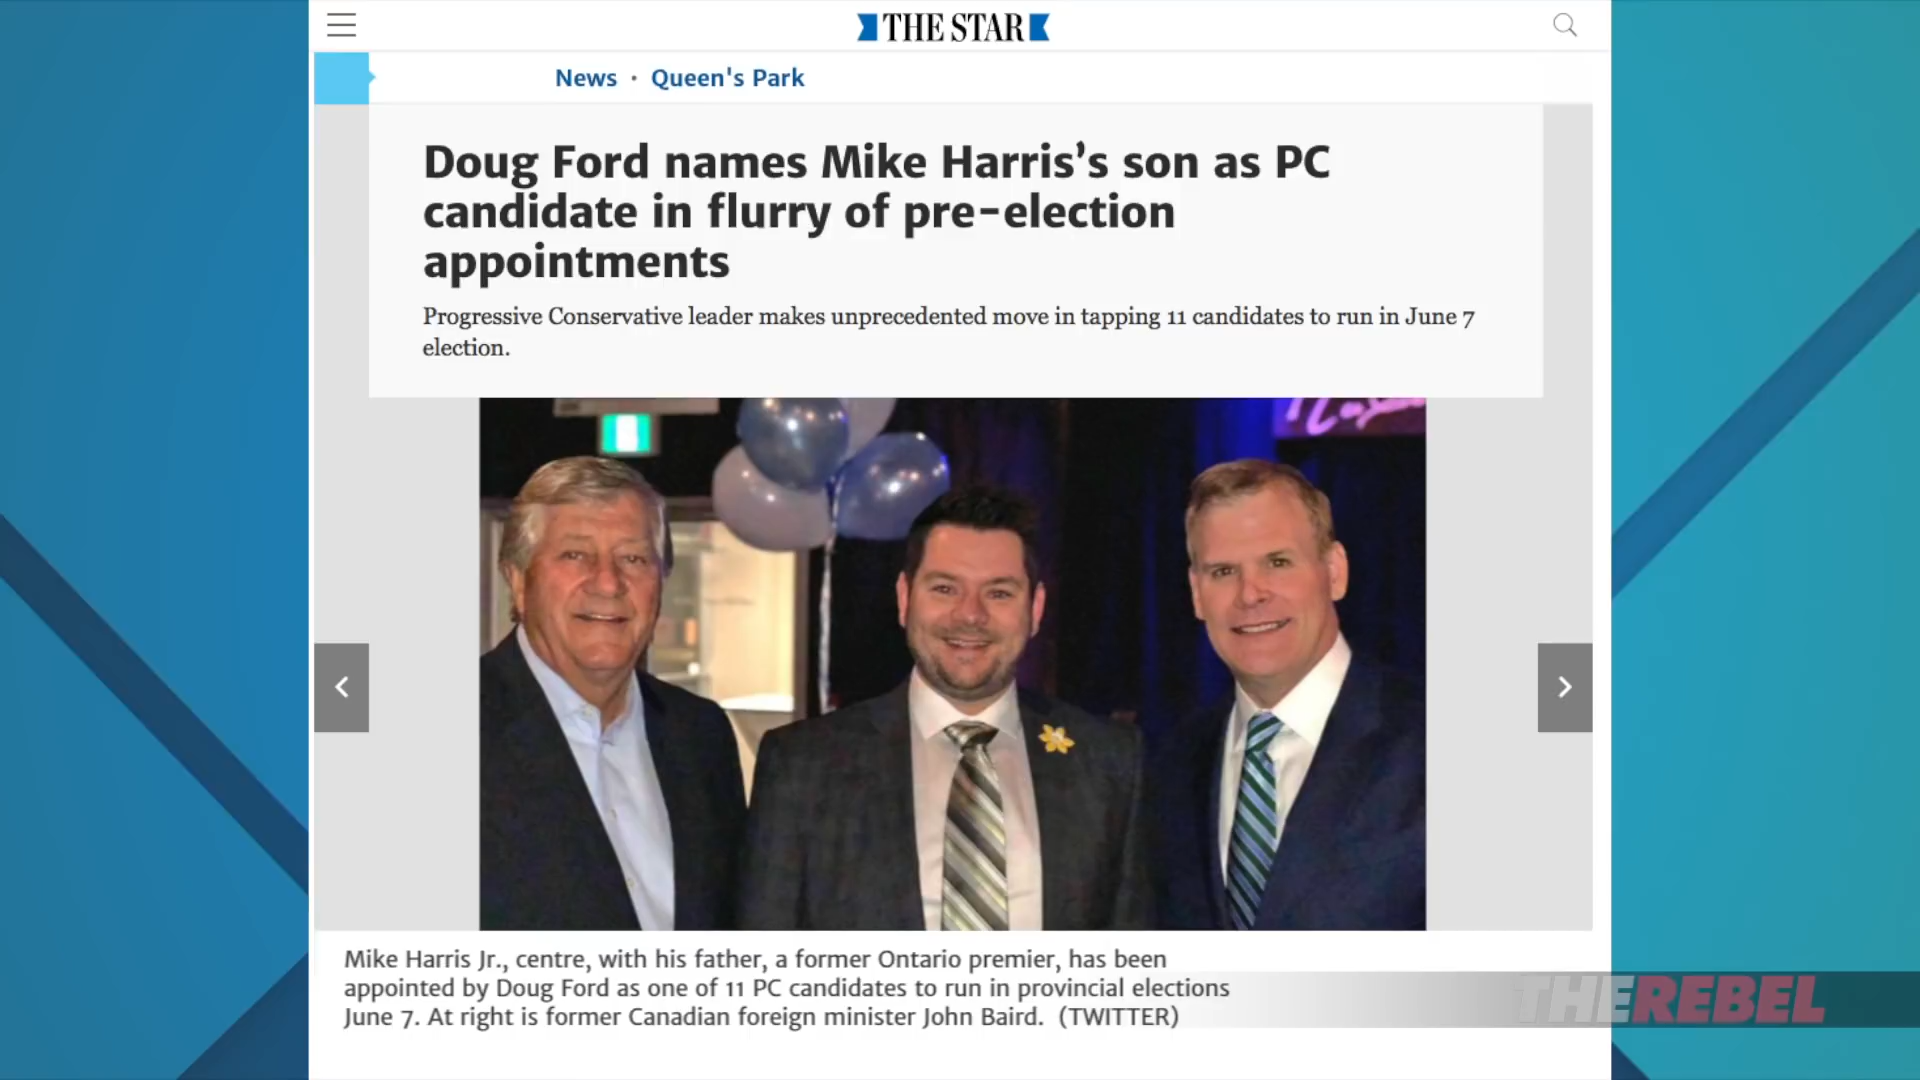 THE STAR
News • Queen's Park
Doug Ford names Mike Harris’s son as PC
candidate in flurry of pre-election
appointments
Progressive Conservative leader makes unprecedented move in tapping 11 candidates to run in June 7
election.
Mike Harris Jr., centre, with his father, a former Ontario premier, has been
appointed by Doug Ford as one of 11 PC candidates to run in provincial elections
June 7. At right is former Canadian foreign minister John Baird. (TWITTER)
THEREBEL